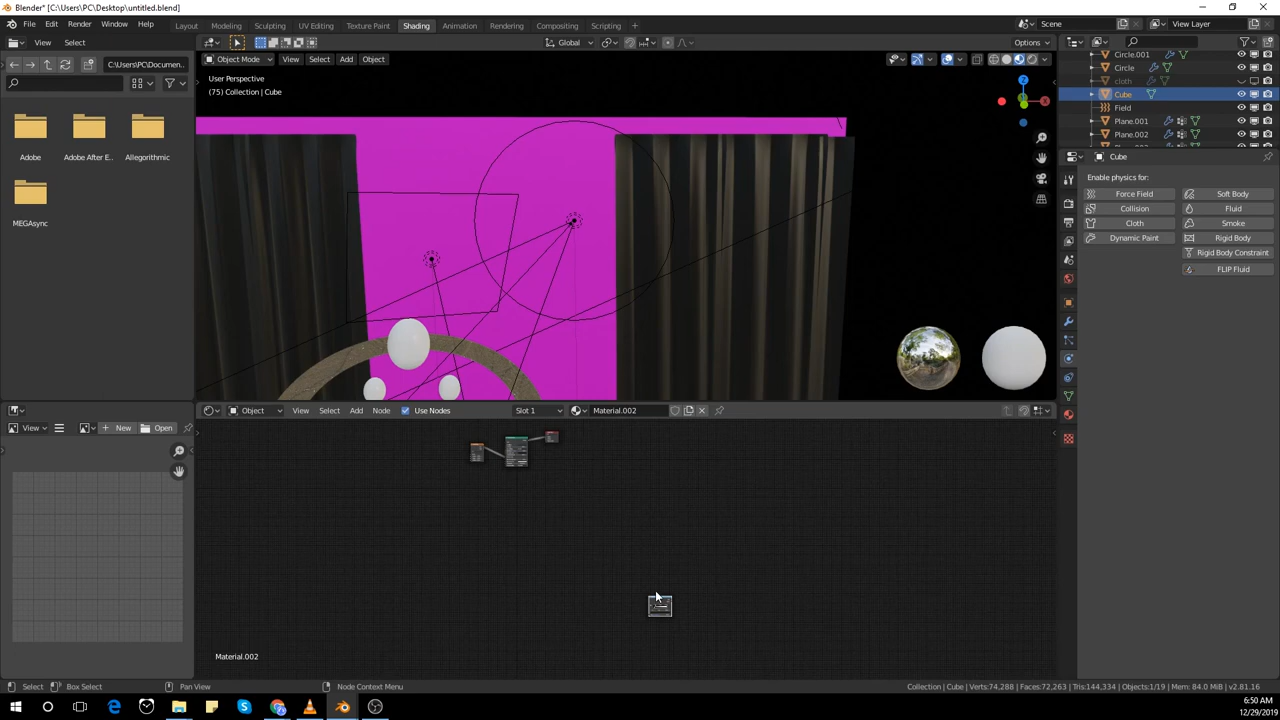 Blender* [C:\Users\PC\Desktop\untitled.blend]
File Edit Render Window Help Layout Modeling Sculpting UV Editing Texture Paint Shading Animation Rendering Compositing Scripting Scene View Layer
View Select Global Options
C:\Users\PC\Documen.. Object Mode View Select Add Object
User Perspective
(75) Collection | Cube
Circle.001
Circle
cloth
Cube
Field
Plane.001
Plane.002
Adobe Adobe After E.. Allegorithmic
MEGAsync
Cube
Enable physics for:
Force Field Soft Body
Collision Fluid
Cloth Smoke
Dynamic Paint Rigid Body
Rigid Body Constraint
FLIP Fluid
Object View Select Add Node Use Nodes Slot 1 Material.002
View New Open
Material.002
Select Box Select Pan View Node Context Menu Collection | Cube | Verts:74,288 | Faces:72,263 | Tris:144,334 | Objects:1/19 | Mem: 84.0 MiB | v2.81.16
6:50 AM
12/29/2019